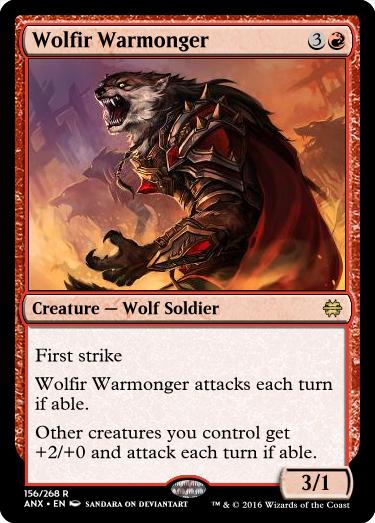 Wolfir Warmonger 3
Creature — Wolf Soldier
First strike
Wolfir Warmonger attacks each turn
if able.
Other creatures you control get
+2/+0 and attack each turn if able.
3/1
156/268 R
ANX • EN SANDARA ON DEVIANTART ™ & © 2016 Wizards of the Coast